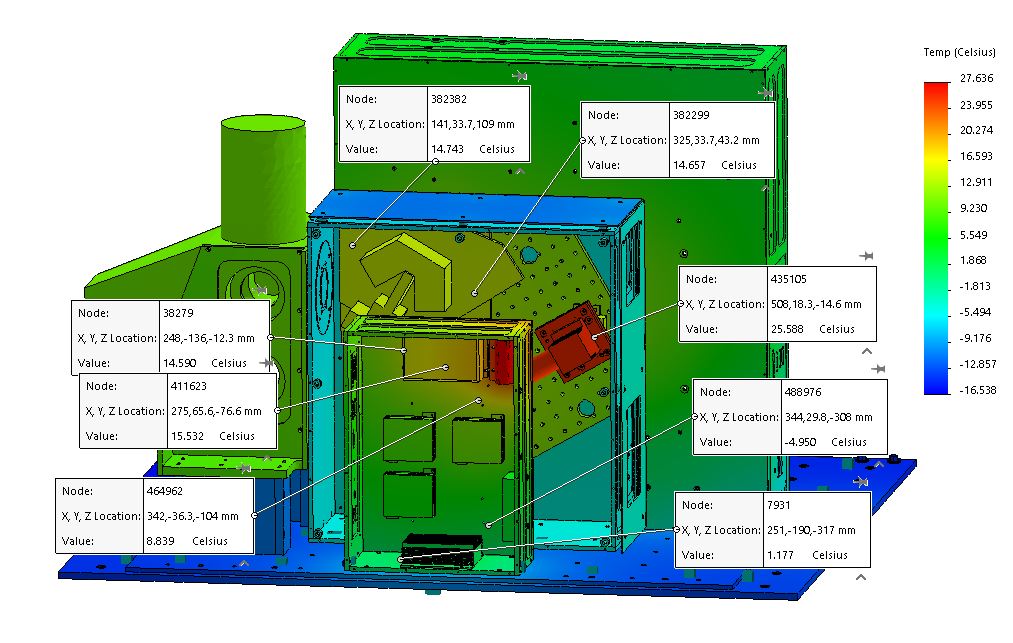 Temp (Celsius)
27.636
23.955
20.274
16.593
12.911
9.230
5.549
1.868
-1.813
-5.494
-9.176
-12.857
-16.538
Node: 382382
X, Y, Z Location: 141,33.7,109 mm
Value: 14.743 Celsius
Node: 382299
X, Y, Z Location: 325,33.7,43.2 mm
Value: 14.657 Celsius
Node: 435105
X, Y, Z Location: 508,18.3,-14.6 mm
Value: 25.588 Celsius
Node: 38279
X, Y, Z Location: 248,-136,-12.3 mm
Value: 14.590 Celsius
Node: 411623
X, Y, Z Location: 275,65.6,-76.6 mm
Value: 15.532 Celsius
Node: 488976
X, Y, Z Location: 344,29.8,-308 mm
Value: -4.950 Celsius
Node: 464962
X, Y, Z Location: 342,-36.3,-104 mm
Value: 8.839 Celsius
Node: 7931
X, Y, Z Location: 251,-190,-317 mm
Value: 1.177 Celsius